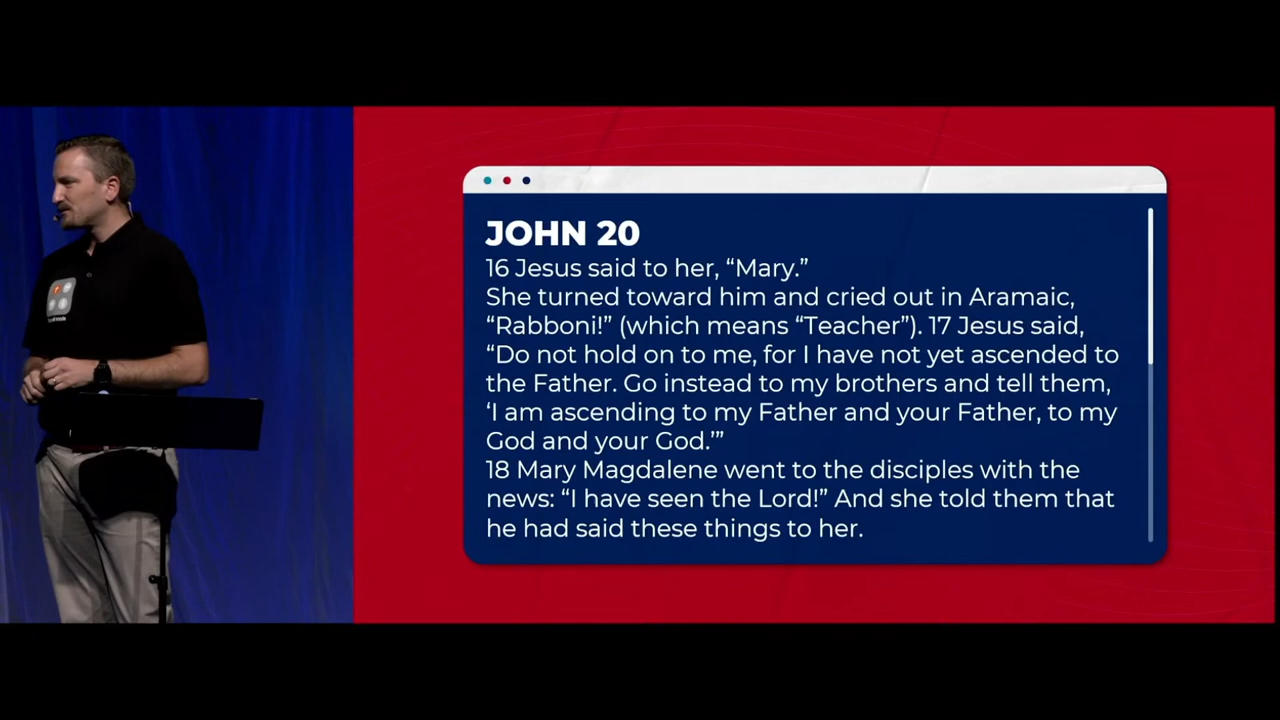 JOHN 20
16 Jesus said to her, “Mary.”
She turned toward him and cried out in Aramaic,
“Rabboni!” (which means “Teacher”). 17 Jesus said,
“Do not hold on to me, for I have not yet ascended to
the Father. Go instead to my brothers and tell them,
‘I am ascending to my Father and your Father, to my
God and your God.’”
18 Mary Magdalene went to the disciples with the
news: “I have seen the Lord!” And she told them that
he had said these things to her.